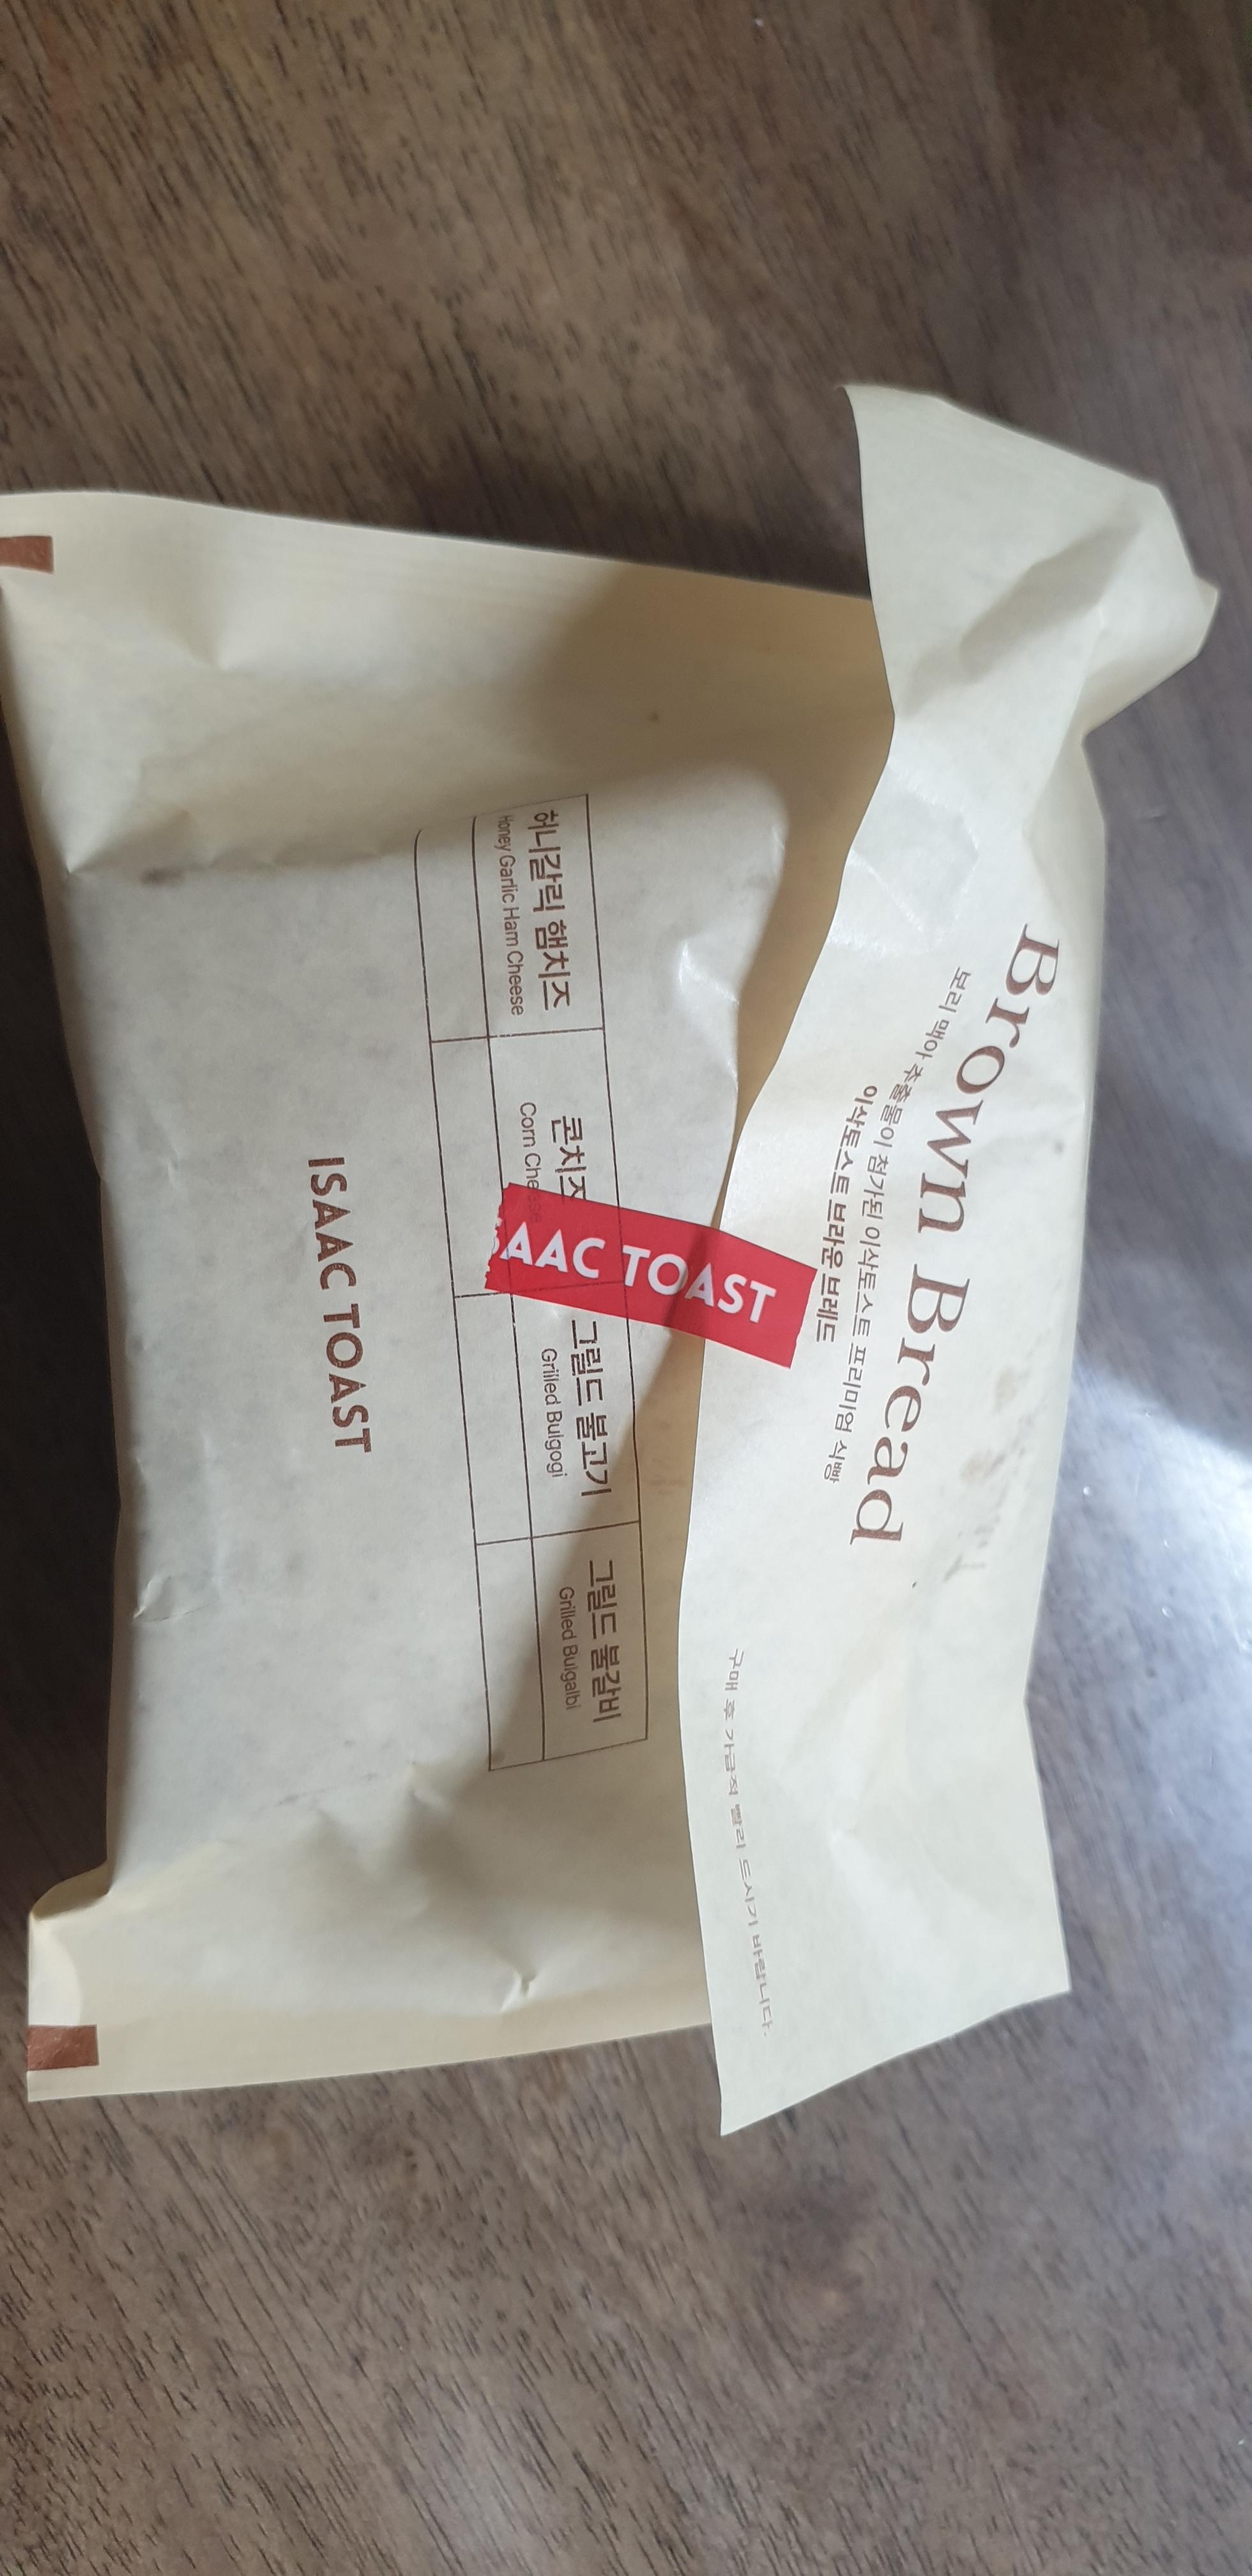 Brown Bread
보리 맥아 추출물이 첨가된 이삭토스트 프리미엄 식빵
이삭토스트 브라운 브레드
구매 후 가급적 빨리 드시기 바랍니다.
AAC TOAST
허니갈릭 햄치즈
Honey Garlic Ham Cheese
콘치즈
Corn Cheese
그릴드 불고기
Grilled Bulgogi
그릴드 불갈비
Grilled Bulgalbi
ISAAC TOAST